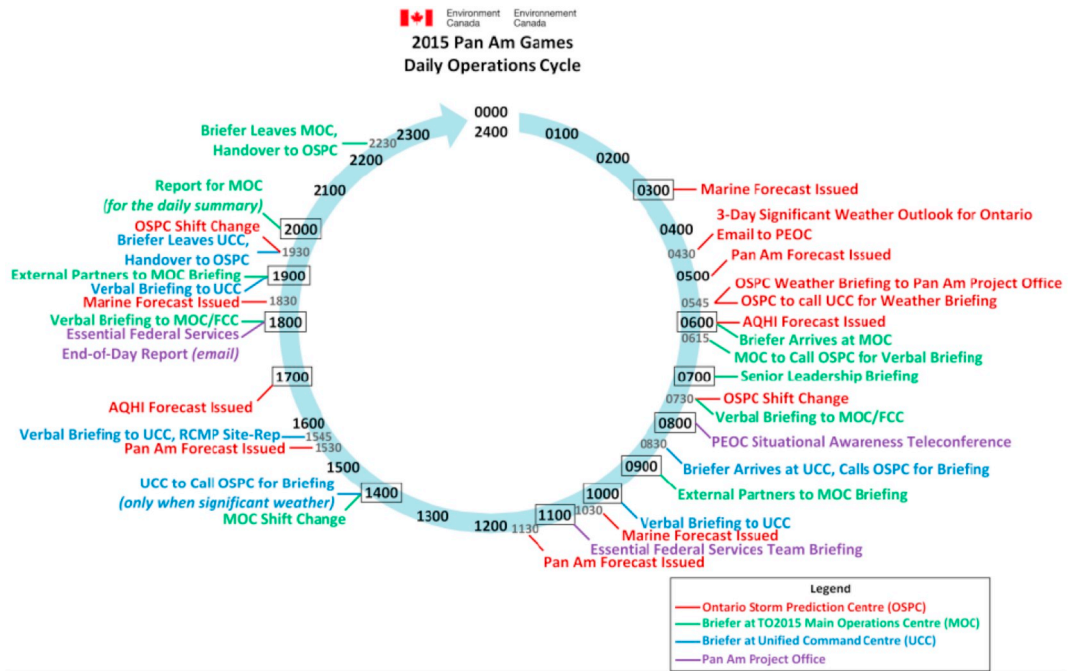 Environment
Canada
Environnement
Canada
2015 Pan Am Games
Daily Operations Cycle
0000
2400
0100
0200
0300
Marine Forecast Issued
0400
3-Day Significant Weather Outlook for Ontario
Email to PEOC
0430
Pan Am Forecast Issued
0500
OSPC Weather Briefing to Pan Am Project Office
0545
OSPC to call UCC for Weather Briefing
0600
AQHI Forecast Issued
Briefer Arrives at MOC
0615
MOC to Call OSPC for Verbal Briefing
0700
Senior Leadership Briefing
0730
OSPC Shift Change
Verbal Briefing to MOC/FCC
0800
PEOC Situational Awareness Teleconference
0830
Briefer Arrives at UCC, Calls OSPC for Briefing
0900
External Partners to MOC Briefing
1000
Verbal Briefing to UCC
1030
Marine Forecast Issued
1100
Essential Federal Services Team Briefing
1130
Pan Am Forecast Issued
1200
1300
1400
UCC to Call OSPC for Briefing
(only when significant weather)
MOC Shift Change
1500
1530
Pan Am Forecast Issued
1545
Verbal Briefing to UCC, RCMP Site-Rep
1600
1700
AQHI Forecast Issued
1800
Verbal Briefing to MOC/FCC
Essential Federal Services
End-of-Day Report (email)
1830
Marine Forecast Issued
1900
External Partners to MOC Briefing
Verbal Briefing to UCC
1930
OSPC Shift Change
Briefer Leaves UCC,
Handover to OSPC
2000
Report for MOC
(for the daily summary)
2100
2200
2230
Briefer Leaves MOC,
Handover to OSPC
2300
Legend
Ontario Storm Prediction Centre (OSPC)
Briefer at TO2015 Main Operations Centre (MOC)
Briefer at Unified Command Centre (UCC)
Pan Am Project Office